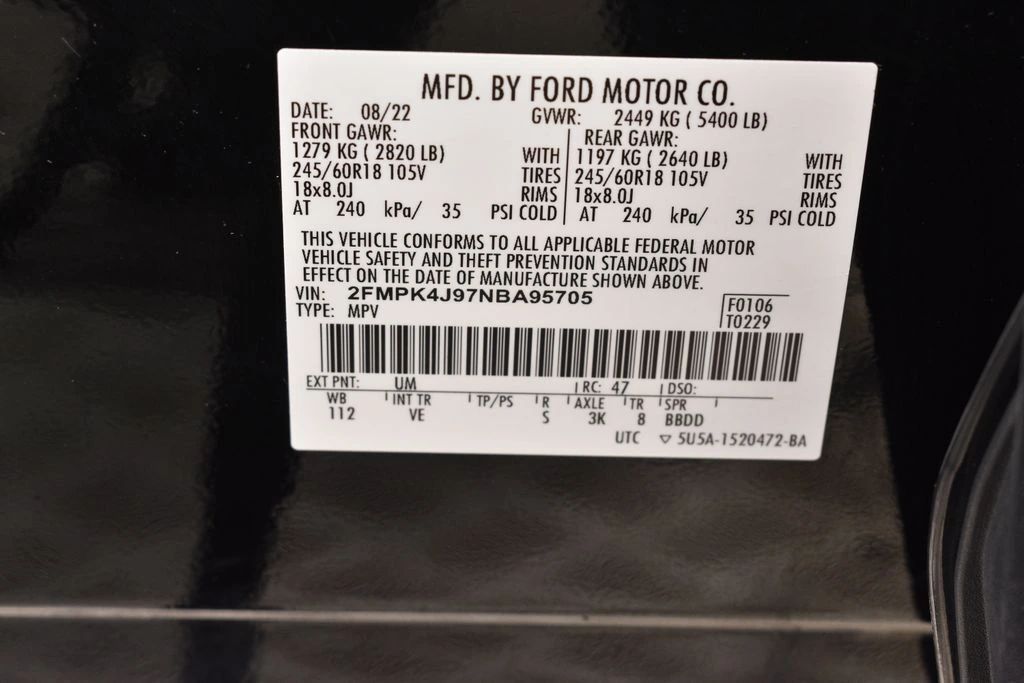 MFD. BY FORD MOTOR CO.
DATE: 08/22 GVWR: 2449 KG ( 5400 LB)
FRONT GAWR: REAR GAWR:
1279 KG ( 2820 LB) WITH 1197 KG ( 2640 LB) WITH
245/60R18 105V TIRES 245/60R18 105V TIRES
18x8.0J RIMS 18x8.0J RIMS
AT 240 kPa/ 35 PSI COLD AT 240 kPa/ 35 PSI COLD
THIS VEHICLE CONFORMS TO ALL APPLICABLE FEDERAL MOTOR
VEHICLE SAFETY AND THEFT PREVENTION STANDARDS IN
EFFECT ON THE DATE OF MANUFACTURE SHOWN ABOVE.
VIN: 2FMPK4J97NBA95705 F0106
TYPE: MPV T0229
EXT PNT: UM RC: 47 DSO:
WB INT TR TP/PS R AXLE TR SPR
112 VE S 3K 8 BBDD
UTC ▽ 5U5A-1520472-BA